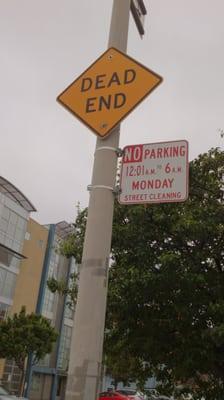 DEAD
END
NO PARKING
12:01 A.M. TO 6 A.M.
MONDAY
STREET CLEANING